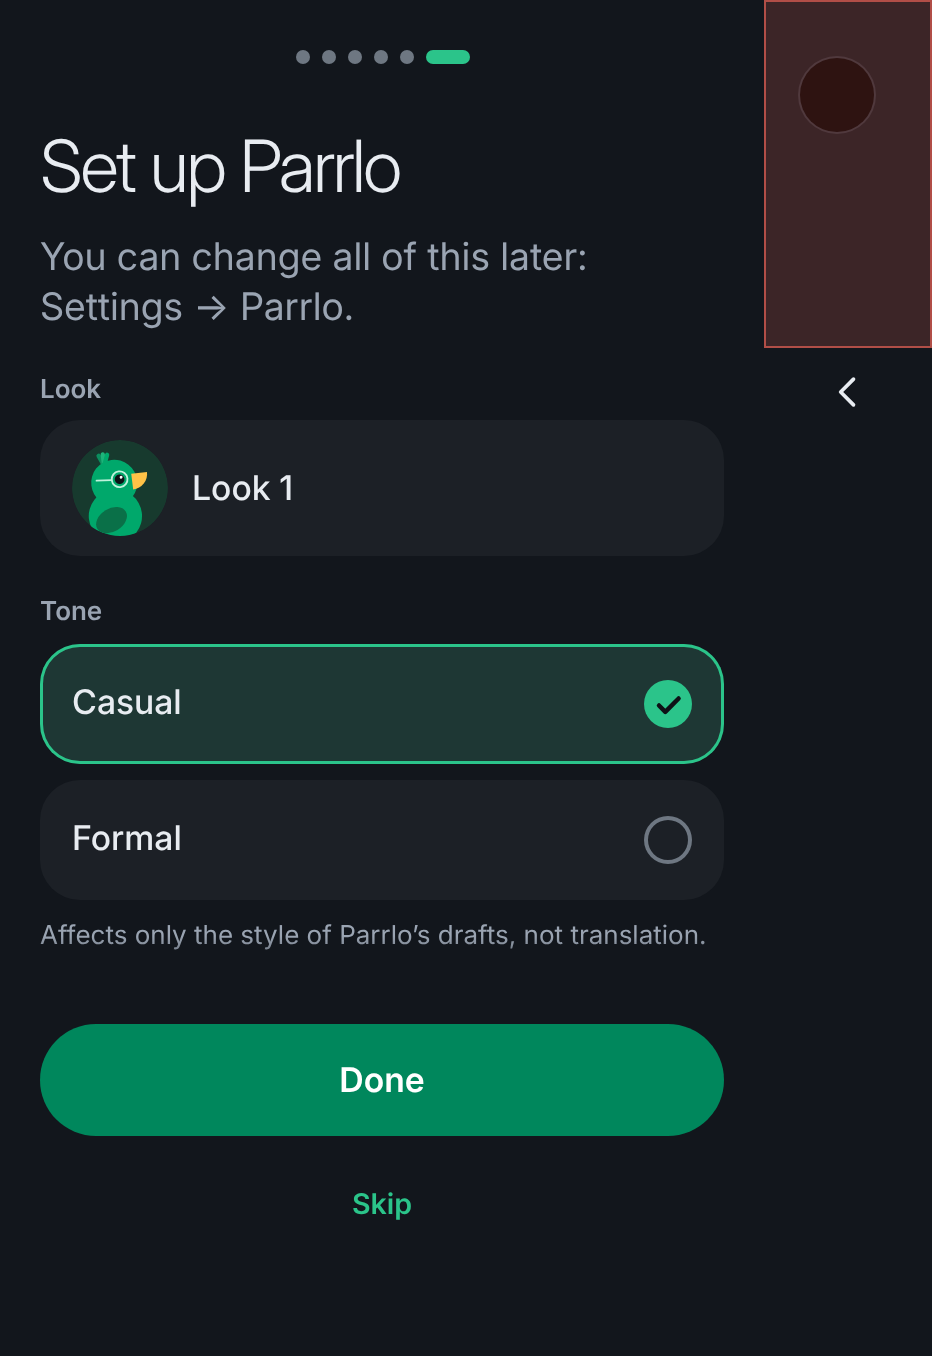 Set up Parrlo
You can change all of this later:
Settings → Parrlo.
Look
Look 1
Tone
Casual
Formal
Affects only the style of Parrlo’s drafts, not translation.
Done
Skip